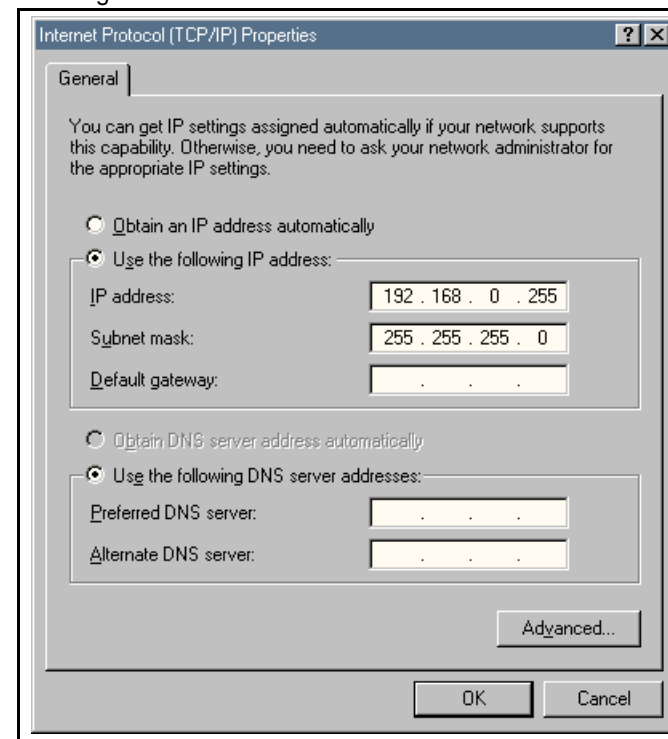 Internet Protocol (TCP/IP) Properties
General
You can get IP settings assigned automatically if your network supports
this capability. Otherwise, you need to ask your network administrator for
the appropriate IP settings.
Obtain an IP address automatically
Use the following IP address:
IP address: 192 . 168 . 0 . 255
Subnet mask: 255 . 255 . 255 . 0
Default gateway: . . .
Obtain DNS server address automatically
Use the following DNS server addresses:
Preferred DNS server: . . .
Alternate DNS server: . . .
Advanced...
OK Cancel